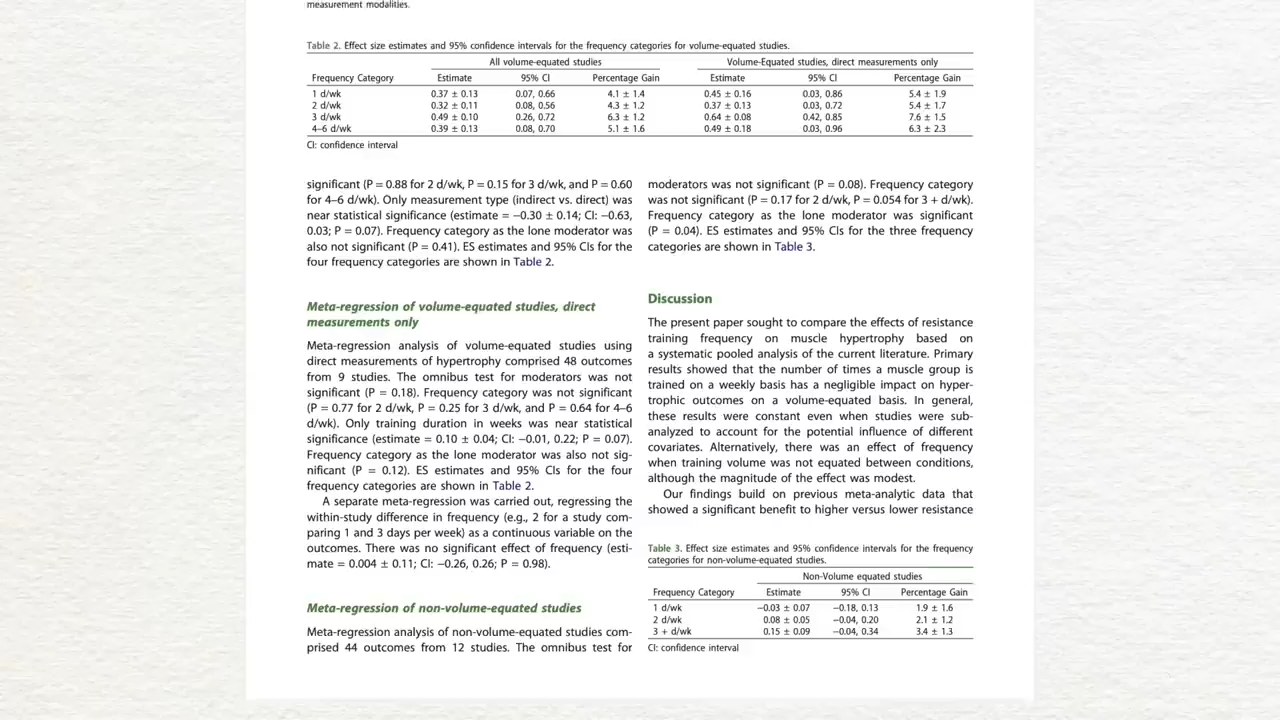 measurement modalities.
Table 2. Effect size estimates and 95% confidence intervals for the frequency categories for volume-equated studies.
All volume-equated studies Volume-Equated studies, direct measurements only
Frequency Category Estimate 95% CI Percentage Gain Estimate 95% CI Percentage Gain
1 d/wk 0.37 ± 0.13 0.07, 0.66 4.1 ± 1.4 0.45 ± 0.16 0.03, 0.86 5.4 ± 1.9
2 d/wk 0.32 ± 0.11 0.08, 0.56 4.3 ± 1.2 0.37 ± 0.13 0.03, 0.72 5.4 ± 1.7
3 d/wk 0.49 ± 0.10 0.26, 0.72 6.3 ± 1.2 0.64 ± 0.08 0.42, 0.85 7.6 ± 1.5
4–6 d/wk 0.39 ± 0.13 0.08, 0.70 5.1 ± 1.6 0.49 ± 0.18 0.03, 0.96 6.3 ± 2.3
CI: confidence interval
significant (P = 0.88 for 2 d/wk, P = 0.15 for 3 d/wk, and P = 0.60
for 4–6 d/wk). Only measurement type (indirect vs. direct) was
near statistical significance (estimate = −0.30 ± 0.14; CI: −0.63,
0.03; P = 0.07). Frequency category as the lone moderator was
also not significant (P = 0.41). ES estimates and 95% CIs for the
four frequency categories are shown in Table 2.
Meta-regression of volume-equated studies, direct
measurements only
Meta-regression analysis of volume-equated studies using
direct measurements of hypertrophy comprised 48 outcomes
from 9 studies. The omnibus test for moderators was not
significant (P = 0.18). Frequency category was not significant
(P = 0.77 for 2 d/wk, P = 0.25 for 3 d/wk, and P = 0.64 for 4–6
d/wk). Only training duration in weeks was near statistical
significance (estimate = 0.10 ± 0.04; CI: −0.01, 0.22; P = 0.07).
Frequency category as the lone moderator was also not sig-
nificant (P = 0.12). ES estimates and 95% CIs for the four
frequency categories are shown in Table 2.
A separate meta-regression was carried out, regressing the
within-study difference in frequency (e.g., 2 for a study com-
paring 1 and 3 days per week) as a continuous variable on the
outcomes. There was no significant effect of frequency (esti-
mate = 0.004 ± 0.11; CI: −0.26, 0.26; P = 0.98).
Meta-regression of non-volume-equated studies
Meta-regression analysis of non-volume-equated studies com-
prised 44 outcomes from 12 studies. The omnibus test for
moderators was not significant (P = 0.08). Frequency category
was not significant (P = 0.17 for 2 d/wk, P = 0.054 for 3 + d/wk).
Frequency category as the lone moderator was significant
(P = 0.04). ES estimates and 95% CIs for the three frequency
categories are shown in Table 3.
Discussion
The present paper sought to compare the effects of resistance
training frequency on muscle hypertrophy based on
a systematic pooled analysis of the current literature. Primary
results showed that the number of times a muscle group is
trained on a weekly basis has a negligible impact on hyper-
trophic outcomes on a volume-equated basis. In general,
these results were constant even when studies were sub-
analyzed to account for the potential influence of different
covariates. Alternatively, there was an effect of frequency
when training volume was not equated between conditions,
although the magnitude of the effect was modest.
Our findings build on previous meta-analytic data that
showed a significant benefit to higher versus lower resistance
Table 3. Effect size estimates and 95% confidence intervals for the frequency
categories for non-volume-equated studies.
Non-Volume equated studies
Frequency Category Estimate 95% CI Percentage Gain
1 d/wk −0.03 ± 0.07 −0.18, 0.13 1.9 ± 1.6
2 d/wk 0.08 ± 0.05 −0.04, 0.20 2.1 ± 1.2
3 + d/wk 0.15 ± 0.09 −0.04, 0.34 3.4 ± 1.3
CI: confidence interval